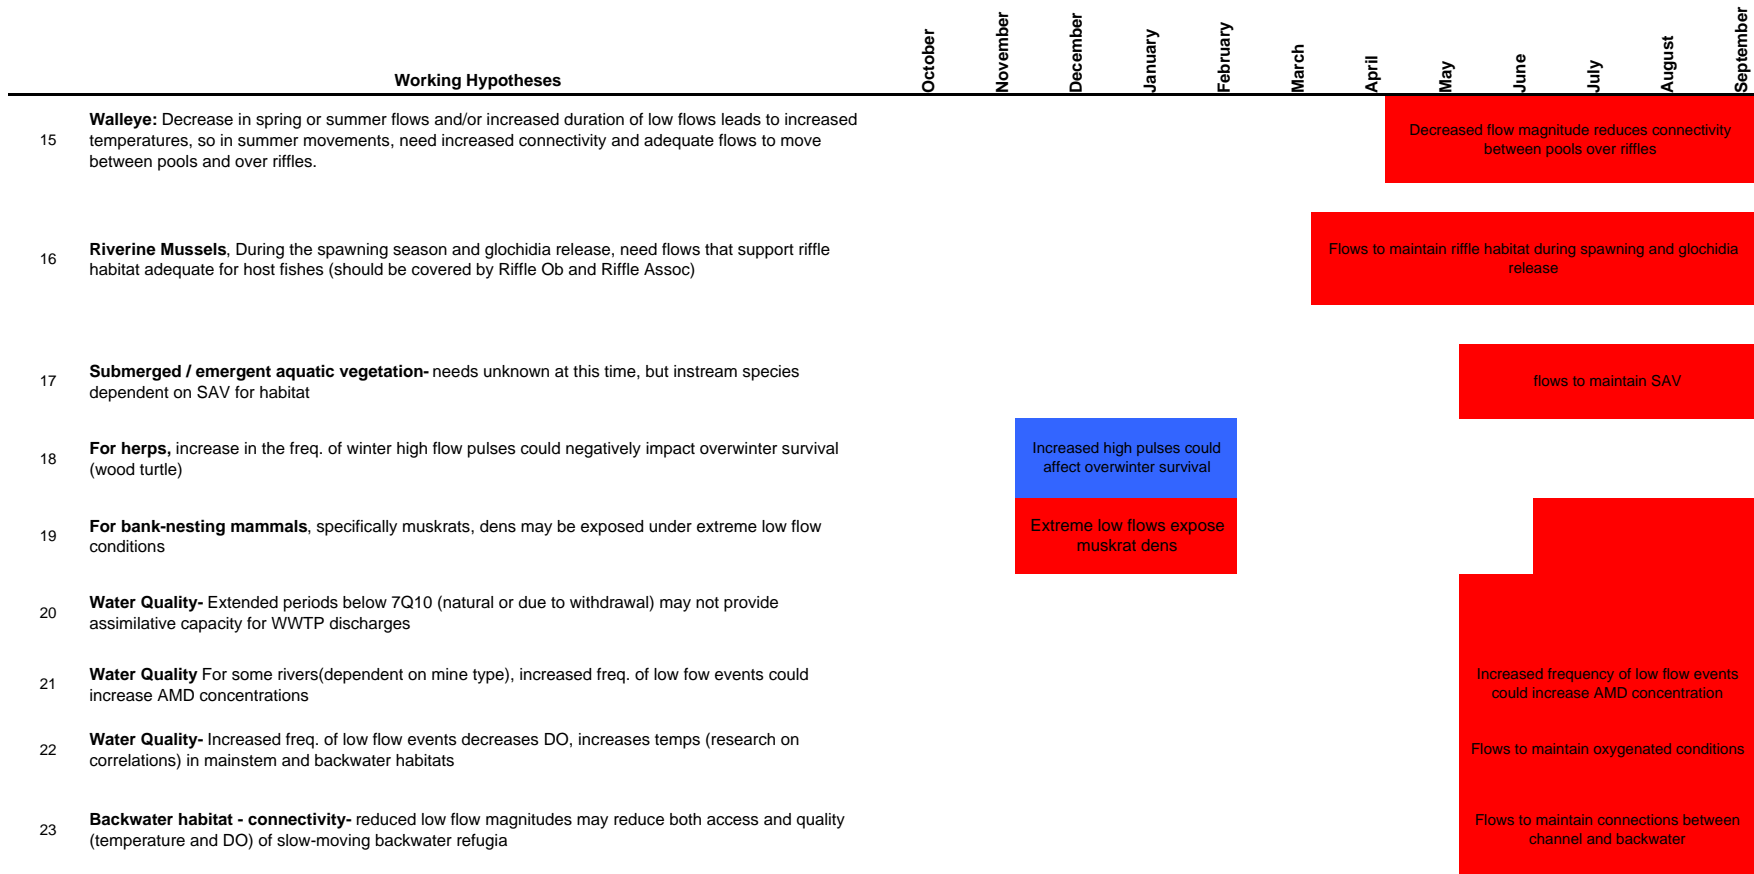 Working Hypotheses
October
November
December
January
February
March
April
May
June
July
August
September
15
Walleye: Decrease in spring or summer flows and/or increased duration of low flows leads to increased
temperatures, so in summer movements, need increased connectivity and adequate flows to move
between pools and over riffles.
Decreased flow magnitude reduces connectivity
between pools over riffles
16
Riverine Mussels, During the spawning season and glochidia release, need flows that support riffle
habitat adequate for host fishes (should be covered by Riffle Ob and Riffle Assoc)
Flows to maintain riffle habitat during spawning and glochidia
release
17
Submerged / emergent aquatic vegetation- needs unknown at this time, but instream species
dependent on SAV for habitat
flows to maintain SAV
18
For herps, increase in the freq. of winter high flow pulses could negatively impact overwinter survival
(wood turtle)
Increased high pulses could
affect overwinter survival
19
For bank-nesting mammals, specifically muskrats, dens may be exposed under extreme low flow
conditions
Extreme low flows expose
muskrat dens
20
Water Quality- Extended periods below 7Q10 (natural or due to withdrawal) may not provide
assimilative capacity for WWTP discharges
21
Water Quality For some rivers(dependent on mine type), increased freq. of low fow events could
increase AMD concentrations
Increased frequency of low flow events
could increase AMD concentration
22
Water Quality- Increased freq. of low flow events decreases DO, increases temps (research on
correlations) in mainstem and backwater habitats
Flows to maintain oxygenated conditions
23
Backwater habitat - connectivity- reduced low flow magnitudes may reduce both access and quality
(temperature and DO) of slow-moving backwater refugia
Flows to maintain connections between
channel and backwater